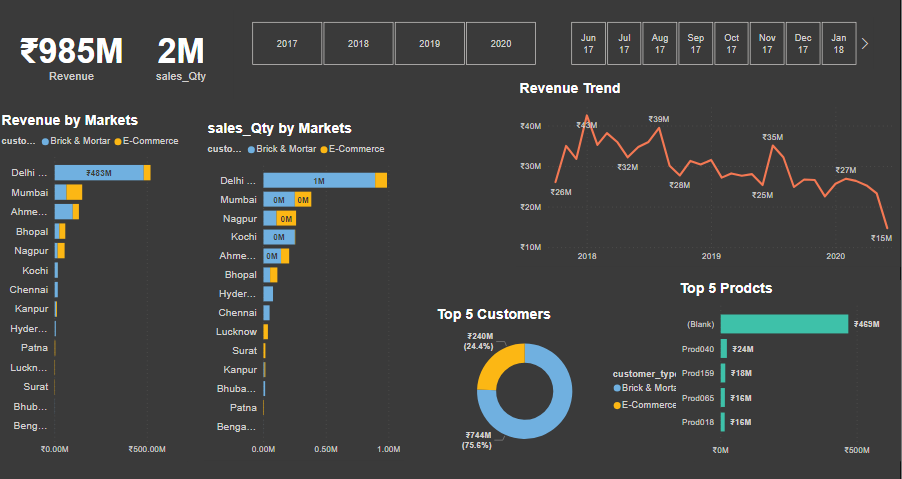 ₹985M
Revenue
2M
sales_Qty
2017
2018
2019
2020
Jun 17
Jul 17
Aug 17
Sep 17
Oct 17
Nov 17
Dec 17
Jan 18
Revenue by Markets
custo... Brick & Mortar E-Commerce
Delhi ...
₹483M
Mumbai
Ahme...
Bhopal
Nagpur
Kochi
Chennai
Kanpur
Hyder...
Patna
Luckn...
Surat
Bhub...
Beng...
₹0.00M
₹500.00M
sales_Qty by Markets
custo... Brick & Mortar E-Commerce
Delhi ...
1M
Mumbai
0M
0M
Nagpur
0M
Kochi
0M
Ahme...
0M
Bhopal
Hyder...
Chennai
Lucknow
Surat
Kanpur
Bhuba...
Patna
Benga...
0.00M
0.50M
1.00M
Revenue Trend
₹40M
₹30M
₹20M
₹10M
₹26M
₹43M
₹32M
₹39M
₹28M
₹25M
₹35M
₹27M
₹15M
2018
2019
2020
Top 5 Customers
₹240M
(24.4%)
₹744M
(75.6%)
customer_type
Brick & Morta
E-Commerce
Top 5 Prodcts
(Blank)
₹469M
Prod040
₹24M
Prod159
₹18M
Prod065
₹16M
Prod018
₹16M
₹0M
₹500M